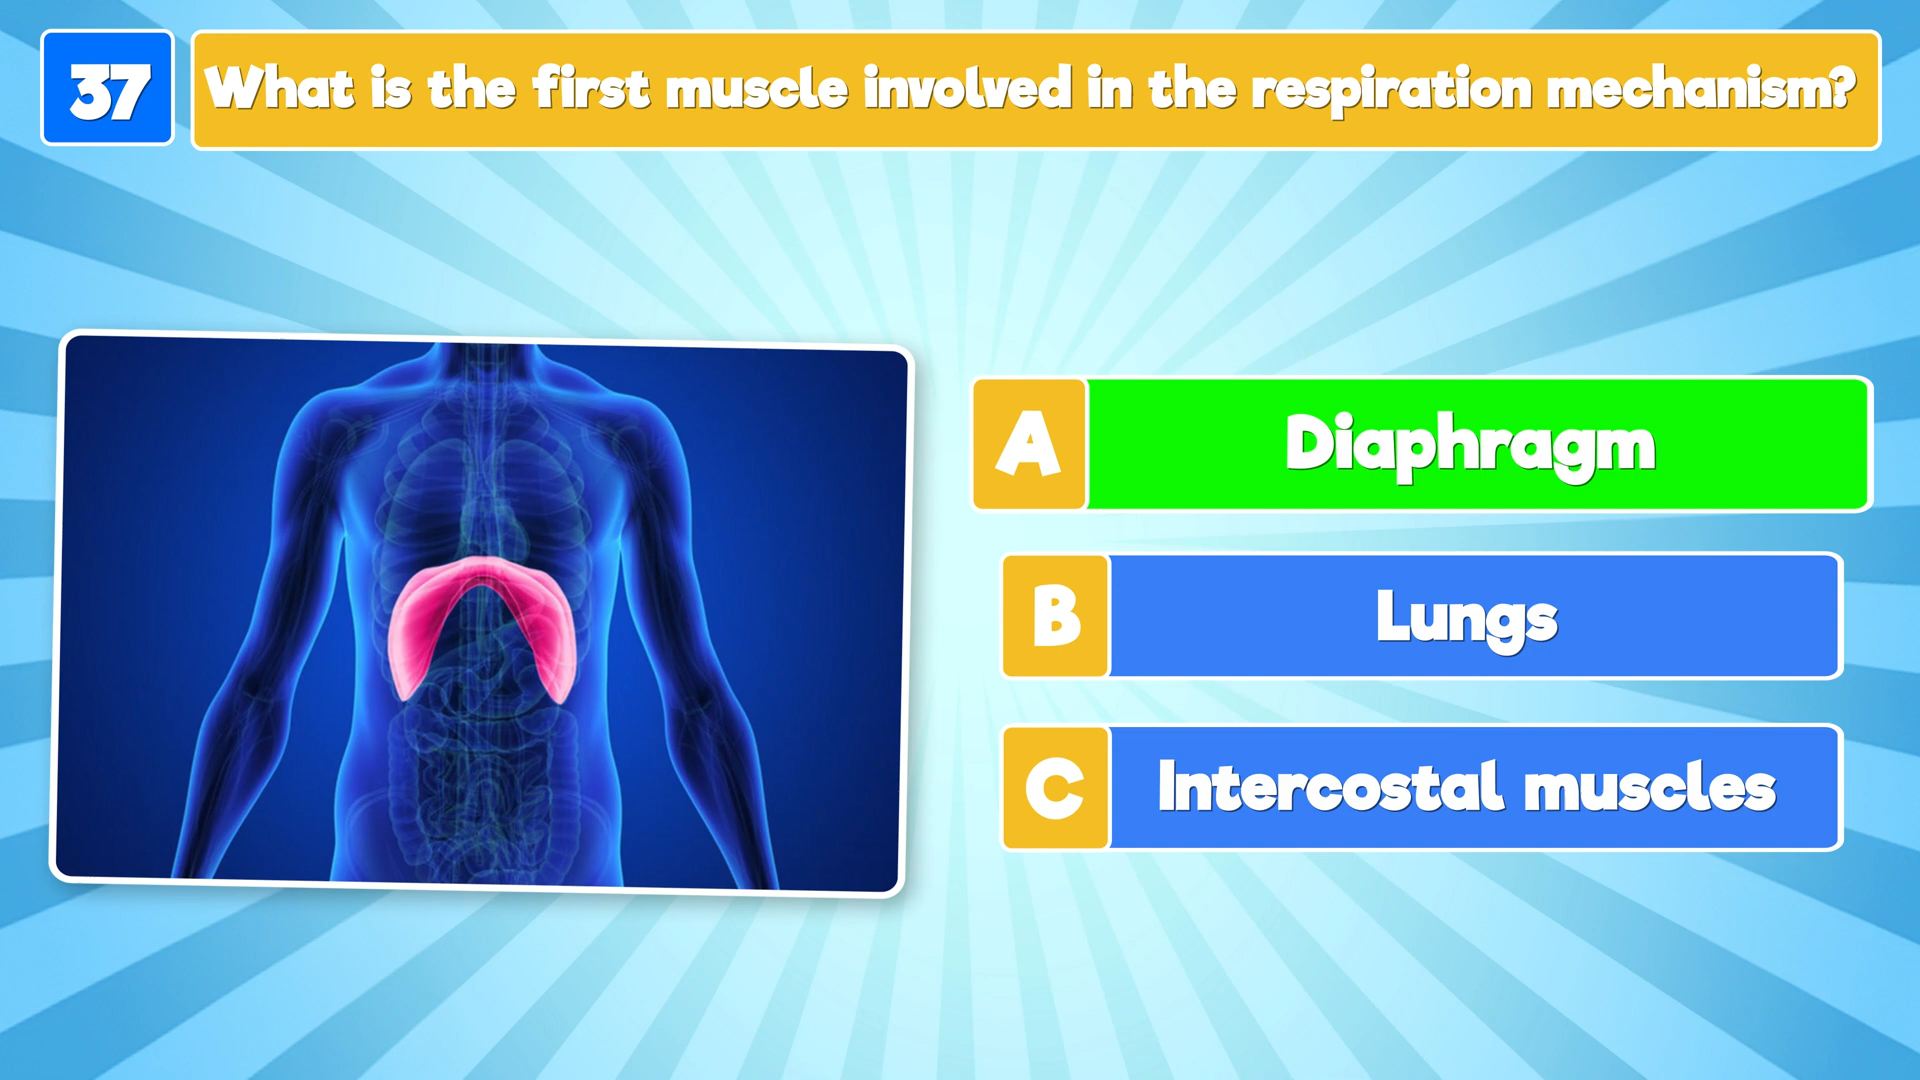 37
What is the first muscle involved in the respiration mechanism?
A
Diaphragm
B
Lungs
C
Intercostal muscles